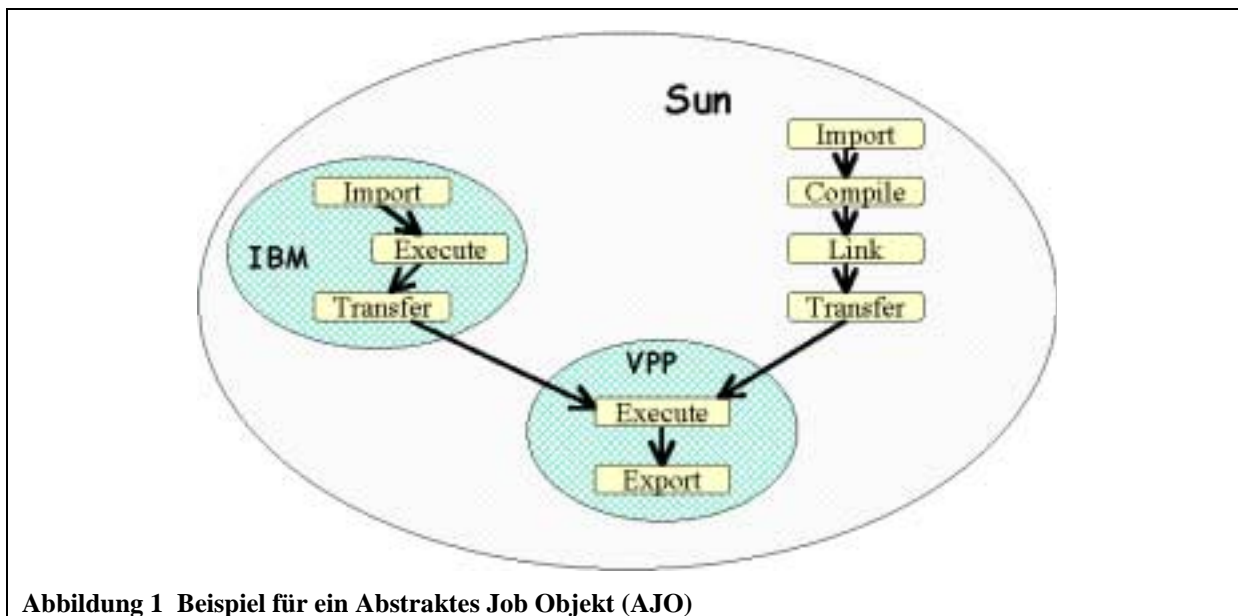 Sun
Import
Compile
Link
Transfer
IBM
Import
Execute
Transfer
VPP
Execute
Export
Abbildung 1 Beispiel für ein Abstraktes Job Objekt (AJO)